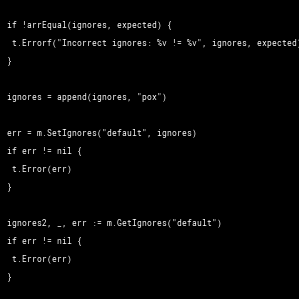 if !arrEqual(ignores, expected) {
t.Errorf("Incorrect ignores: %v != %v", ignores, expected)
}
ignores = append(ignores, "pox")
err = m.SetIgnores("default", ignores)
if err != nil {
t.Error(err)
}
ignores2, _, err := m.GetIgnores("default")
if err != nil {
t.Error(err)
}